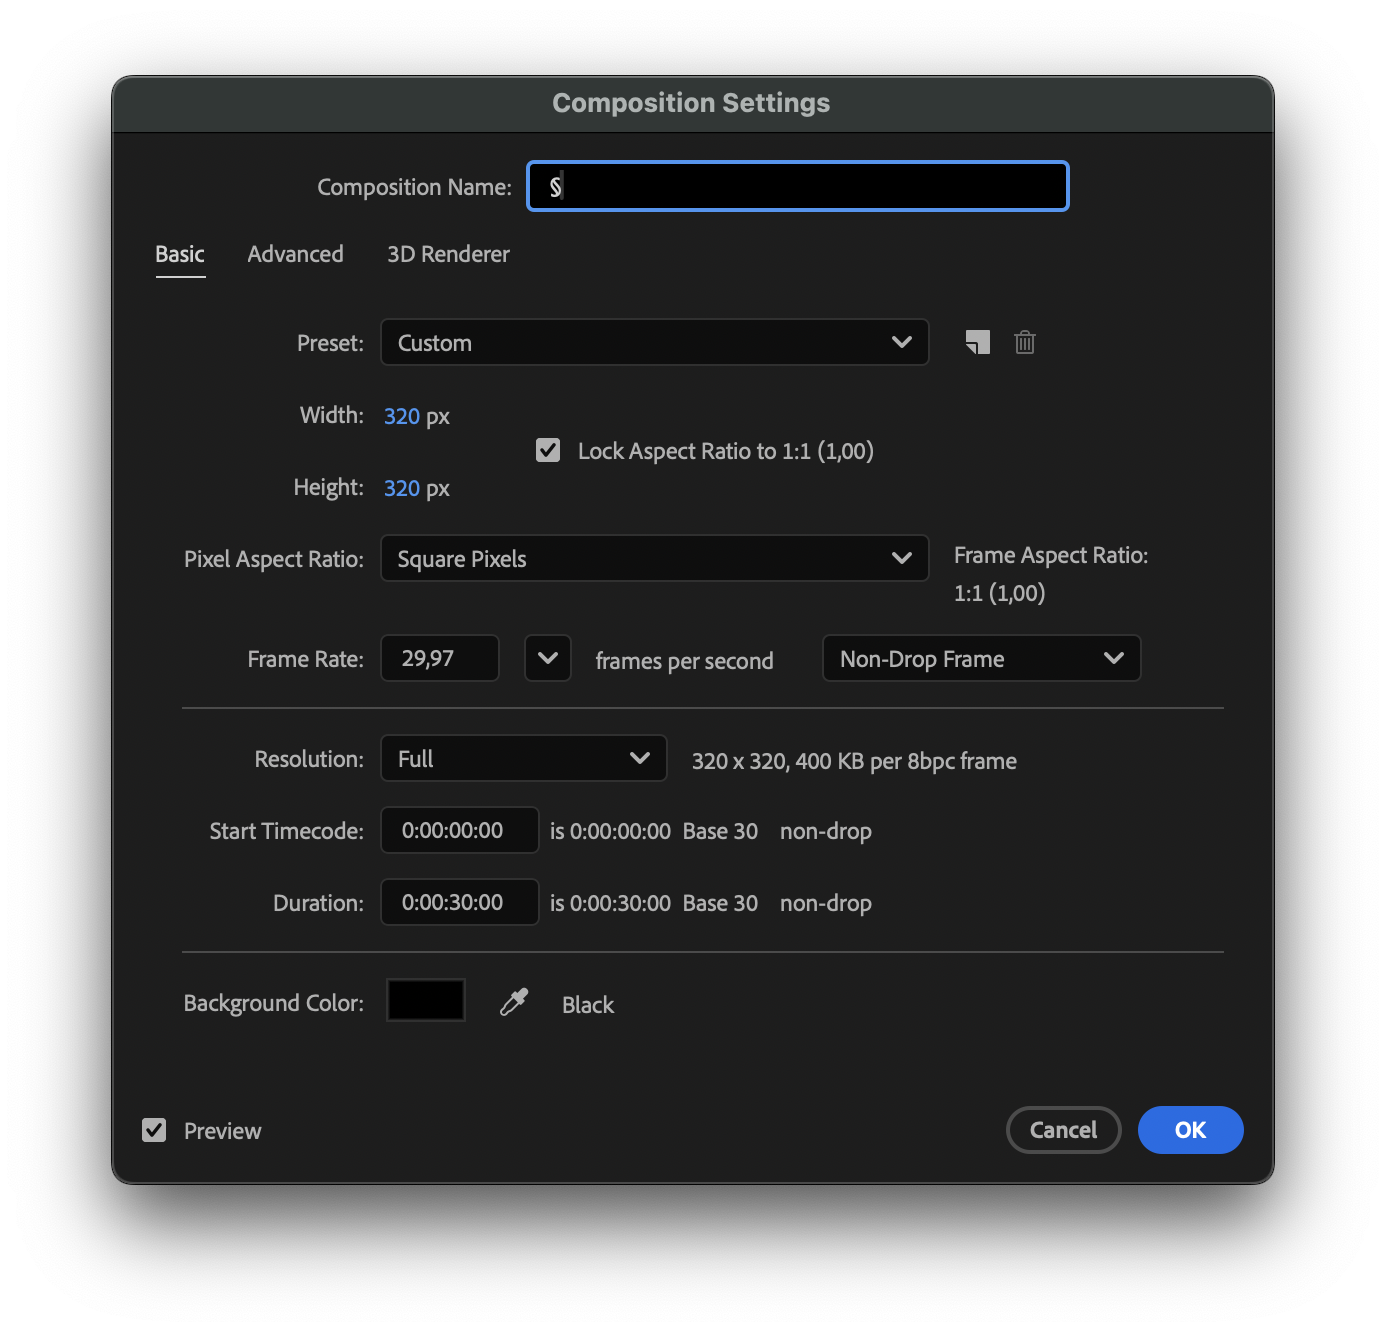 Composition Settings
Composition Name: §
Basic Advanced 3D Renderer
Preset: Custom
Width: 320 px
Lock Aspect Ratio to 1:1 (1,00)
Height: 320 px
Pixel Aspect Ratio: Square Pixels Frame Aspect Ratio:
1:1 (1,00)
Frame Rate: 29,97 frames per second Non-Drop Frame
Resolution: Full 320 x 320, 400 KB per 8bpc frame
Start Timecode: 0:00:00:00 is 0:00:00:00 Base 30 non-drop
Duration: 0:00:30:00 is 0:00:30:00 Base 30 non-drop
Background Color: Black
Preview Cancel OK